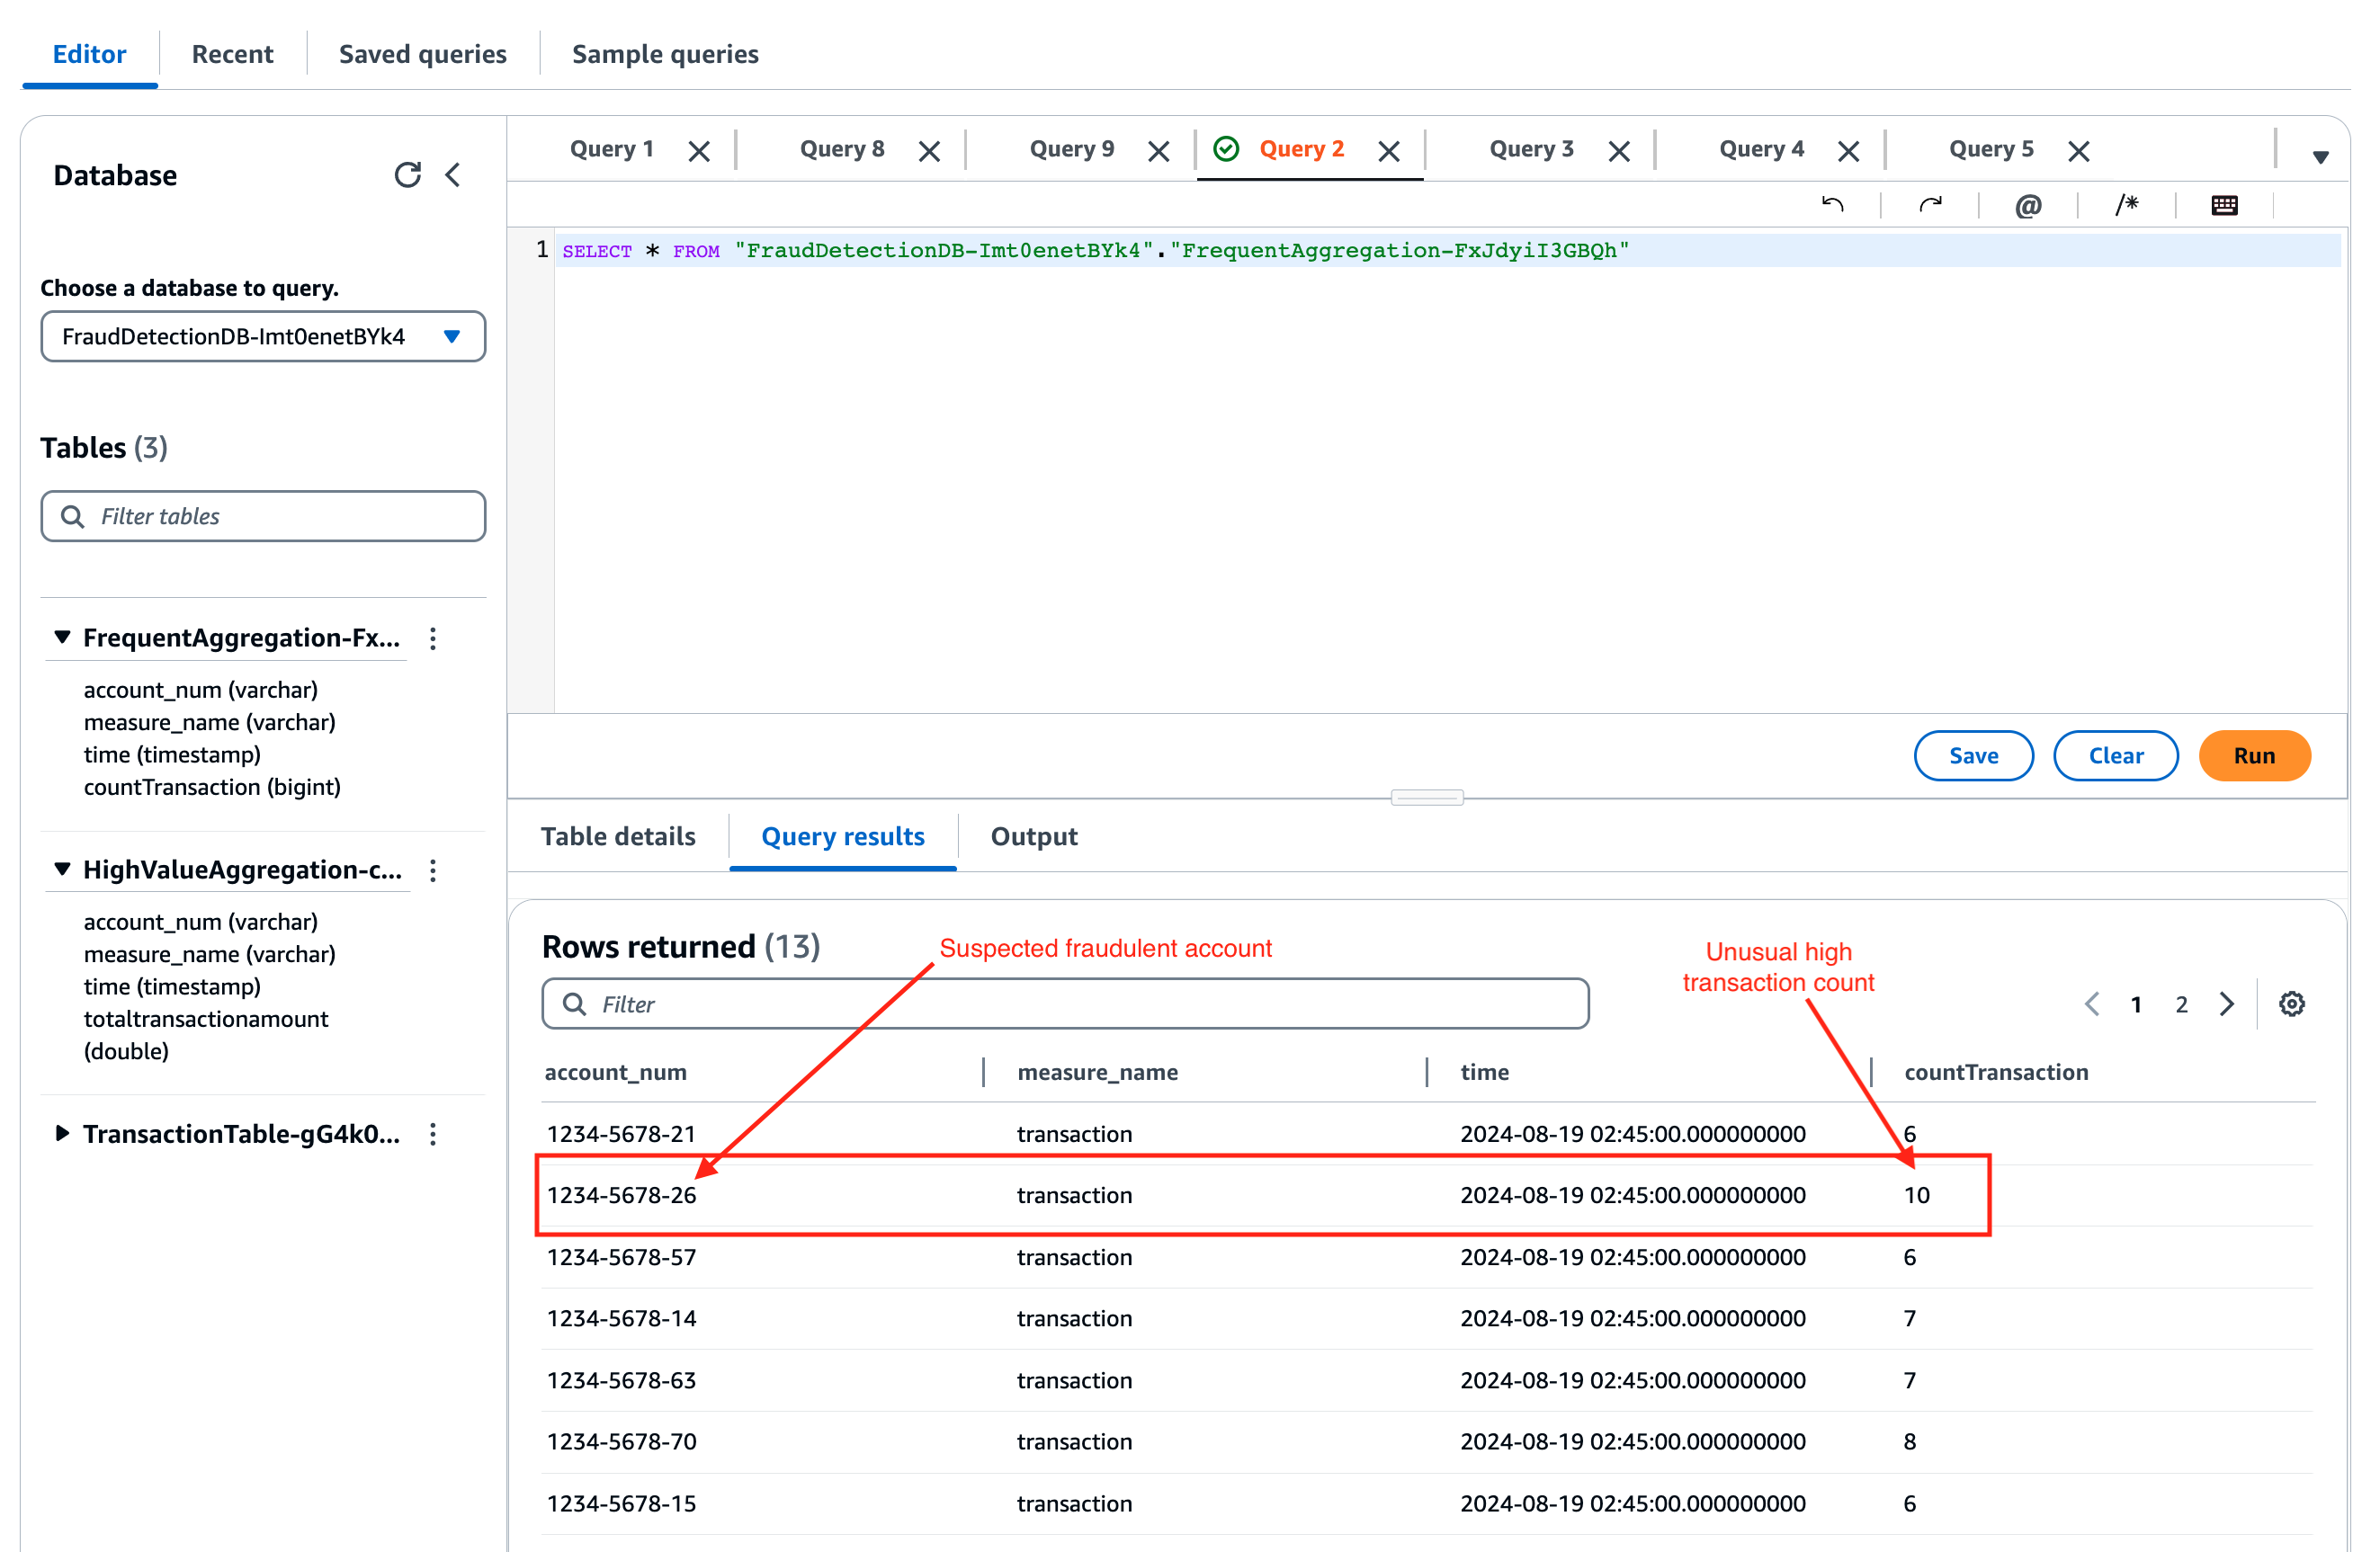 Editor Recent Saved queries Sample queries
Database
Choose a database to query.
FraudDetectionDB-Imt0enetBYk4
Tables (3)
Filter tables
FrequentAggregation-Fx...
account_num (varchar)
measure_name (varchar)
time (timestamp)
countTransaction (bigint)
HighValueAggregation-c...
account_num (varchar)
measure_name (varchar)
time (timestamp)
totaltransactionamount
(double)
TransactionTable-gG4k0...
Query 1 Query 8 Query 9 Query 2 Query 3 Query 4 Query 5
@ /*
1 SELECT * FROM "FraudDetectionDB-Imt0enetBYk4"."FrequentAggregation-FxJdyiI3GBQh"
Save Clear Run
Table details Query results Output
Rows returned (13)
Suspected fraudulent account
Unusual high
transaction count
Filter
1 2
account_num measure_name time countTransaction
1234-5678-21 transaction 2024-08-19 02:45:00.000000000 6
1234-5678-26 transaction 2024-08-19 02:45:00.000000000 10
1234-5678-57 transaction 2024-08-19 02:45:00.000000000 6
1234-5678-14 transaction 2024-08-19 02:45:00.000000000 7
1234-5678-63 transaction 2024-08-19 02:45:00.000000000 7
1234-5678-70 transaction 2024-08-19 02:45:00.000000000 8
1234-5678-15 transaction 2024-08-19 02:45:00.000000000 6